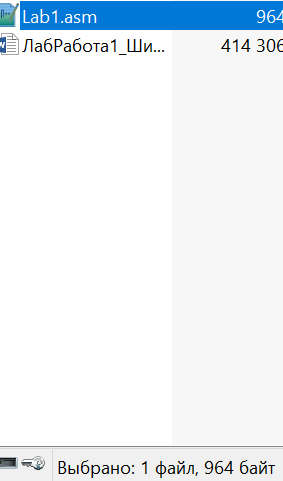 Lab1.asm 964
ЛабРабота1_Ши... 414 306
Выбрано: 1 файл, 964 байт